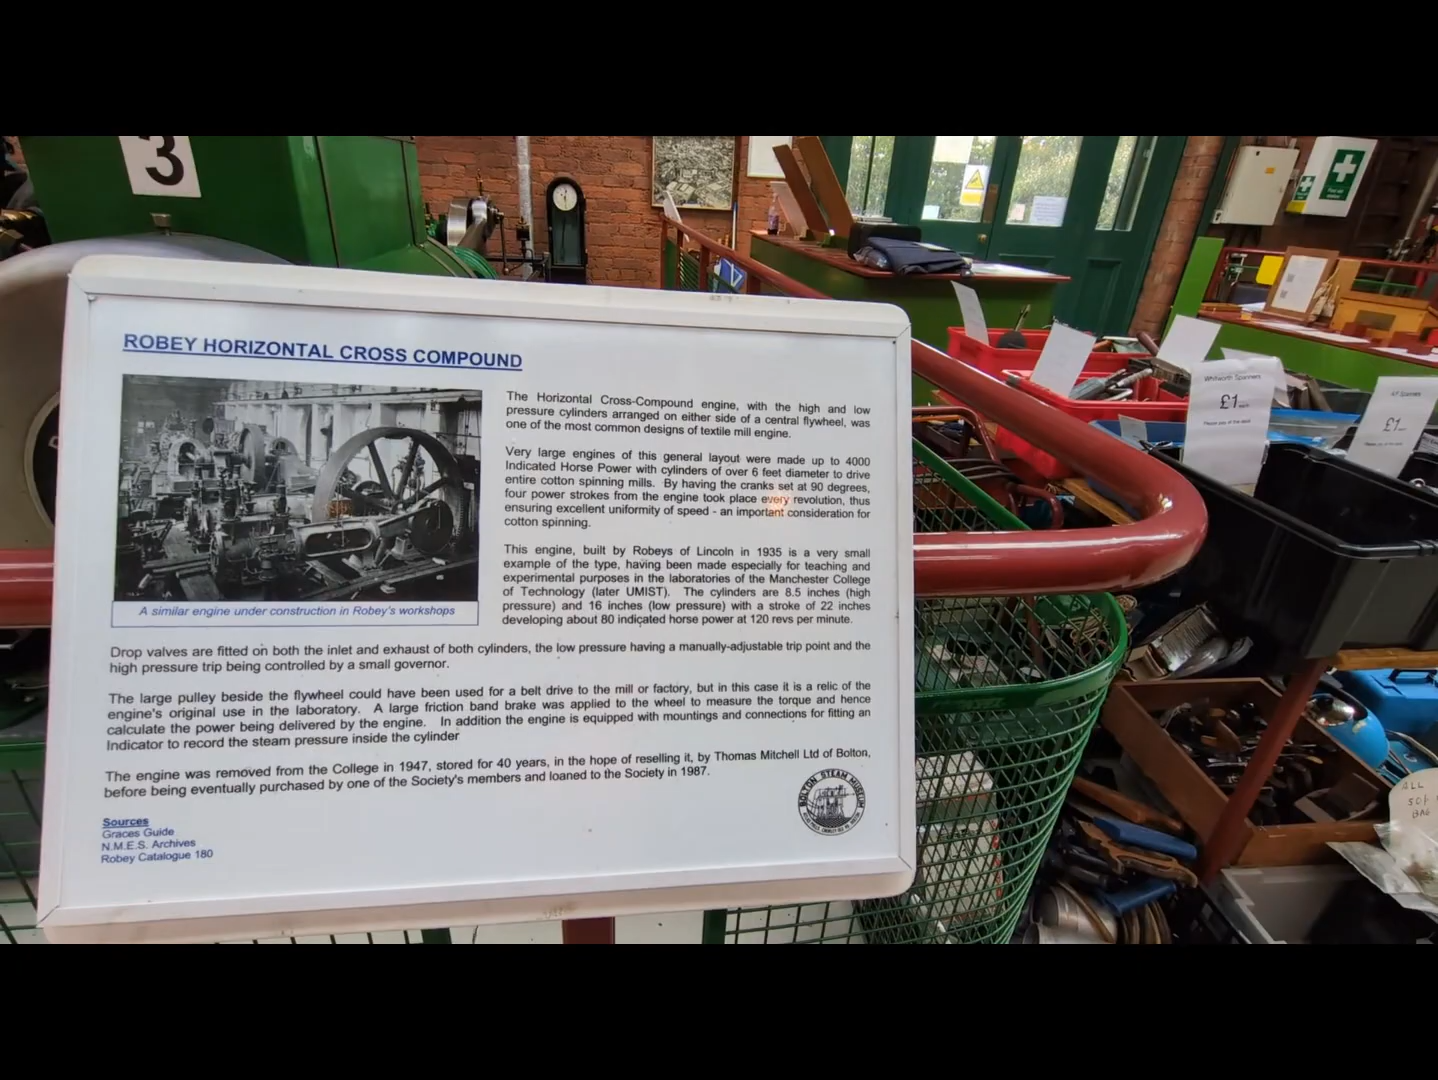 3
ROBEY HORIZONTAL CROSS COMPOUND
The Horizontal Cross-Compound engine, with the high and low
pressure cylinders arranged on either side of a central flywheel, was
one of the most common designs of textile mill engine.
Very large engines of this general layout were made up to 4000
Indicated Horse Power with cylinders of over 6 feet diameter to drive
entire cotton spinning mills. By having the cranks set at 90 degrees,
four power strokes from the engine took place every revolution, thus
ensuring excellent uniformity of speed - an important consideration for
cotton spinning.
This engine, built by Robeys of Lincoln in 1935 is a very small
example of the type, having been made especially for teaching and
experimental purposes in the laboratories of the Manchester College
of Technology (later UMIST). The cylinders are 8.5 inches (high
pressure) and 16 inches (low pressure) with a stroke of 22 inches
developing about 80 indicated horse power at 120 revs per minute.
A similar engine under construction in Robey's workshops
Drop valves are fitted on both the inlet and exhaust of both cylinders, the low pressure having a manually-adjustable trip point and the
high pressure trip being controlled by a small governor.
The large pulley beside the flywheel could have been used for a belt drive to the mill or factory, but in this case it is a relic of the
engine's original use in the laboratory. A large friction band brake was applied to the wheel to measure the torque and hence
calculate the power being delivered by the engine. In addition the engine is equipped with mountings and connections for fitting an
Indicator to record the steam pressure inside the cylinder
The engine was removed from the College in 1947, stored for 40 years, in the hope of reselling it, by Thomas Mitchell Ltd of Bolton,
before being eventually purchased by one of the Society's members and loaned to the Society in 1987.
BOLTON STEAM MUSEUM
Sources
Graces Guide
N.M.E.S. Archives
Robey Catalogue 180
Whitworth Spanners
£1
A.F Spanners
£1
ALL
50P
BAG